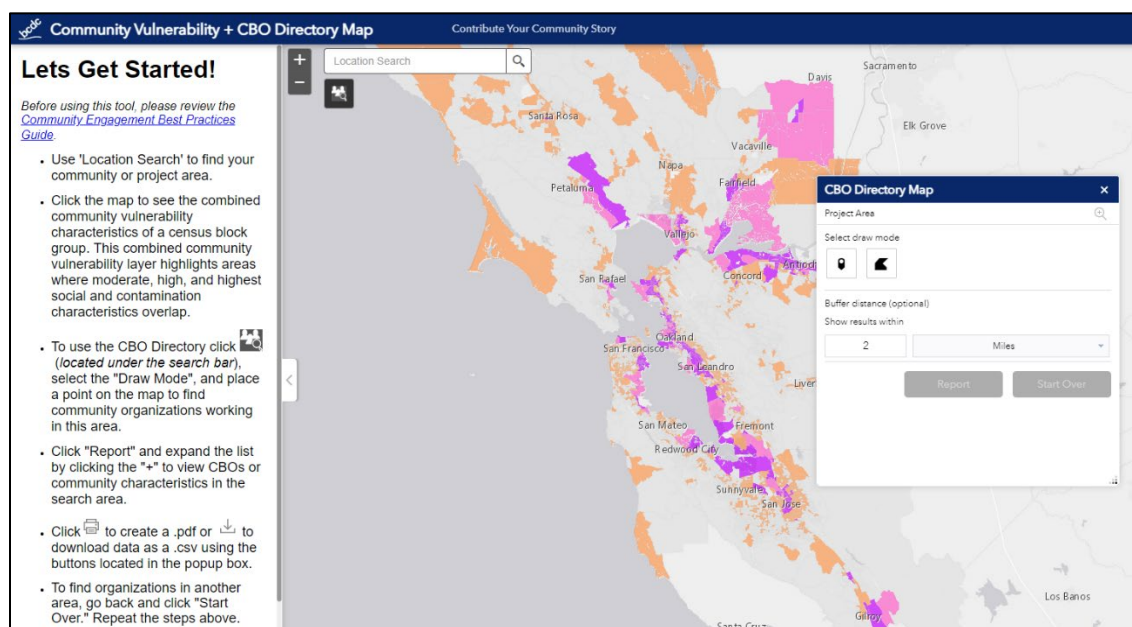 bcdc
Community Vulnerability + CBO Directory Map
Contribute Your Community Story
Lets Get Started!
Before using this tool, please review the
Community Engagement Best Practices
Guide.
• Use 'Location Search' to find your
community or project area.
• Click the map to see the combined
community vulnerability
characteristics of a census block
group. This combined community
vulnerability layer highlights areas
where moderate, high, and highest
social and contamination
characteristics overlap.
• To use the CBO Directory click
(located under the search bar),
select the "Draw Mode", and place
a point on the map to find
community organizations working
in this area.
• Click "Report" and expand the list
by clicking the "+" to view CBOs or
community characteristics in the
search area.
• Click to create a .pdf or to
download data as a .csv using the
buttons located in the popup box.
• To find organizations in another
area, go back and click "Start
Over." Repeat the steps above.
+
−
Location Search
Sacramento
Davis
Santa Rosa
Elk Grove
Vacaville
Napa
Petaluma
Fairfield
Vallejo
Concord
Antioch
San Rafael
Oakland
San Francisco
San Leandro
Liver
San Mateo
Fremont
Redwood City
Sunnyvale
San Jose
Los Banos
Gilroy
Santa Cruz
CBO Directory Map
Project Area
Select draw mode
Buffer distance (optional)
Show results within
2 Miles
Report Start Over